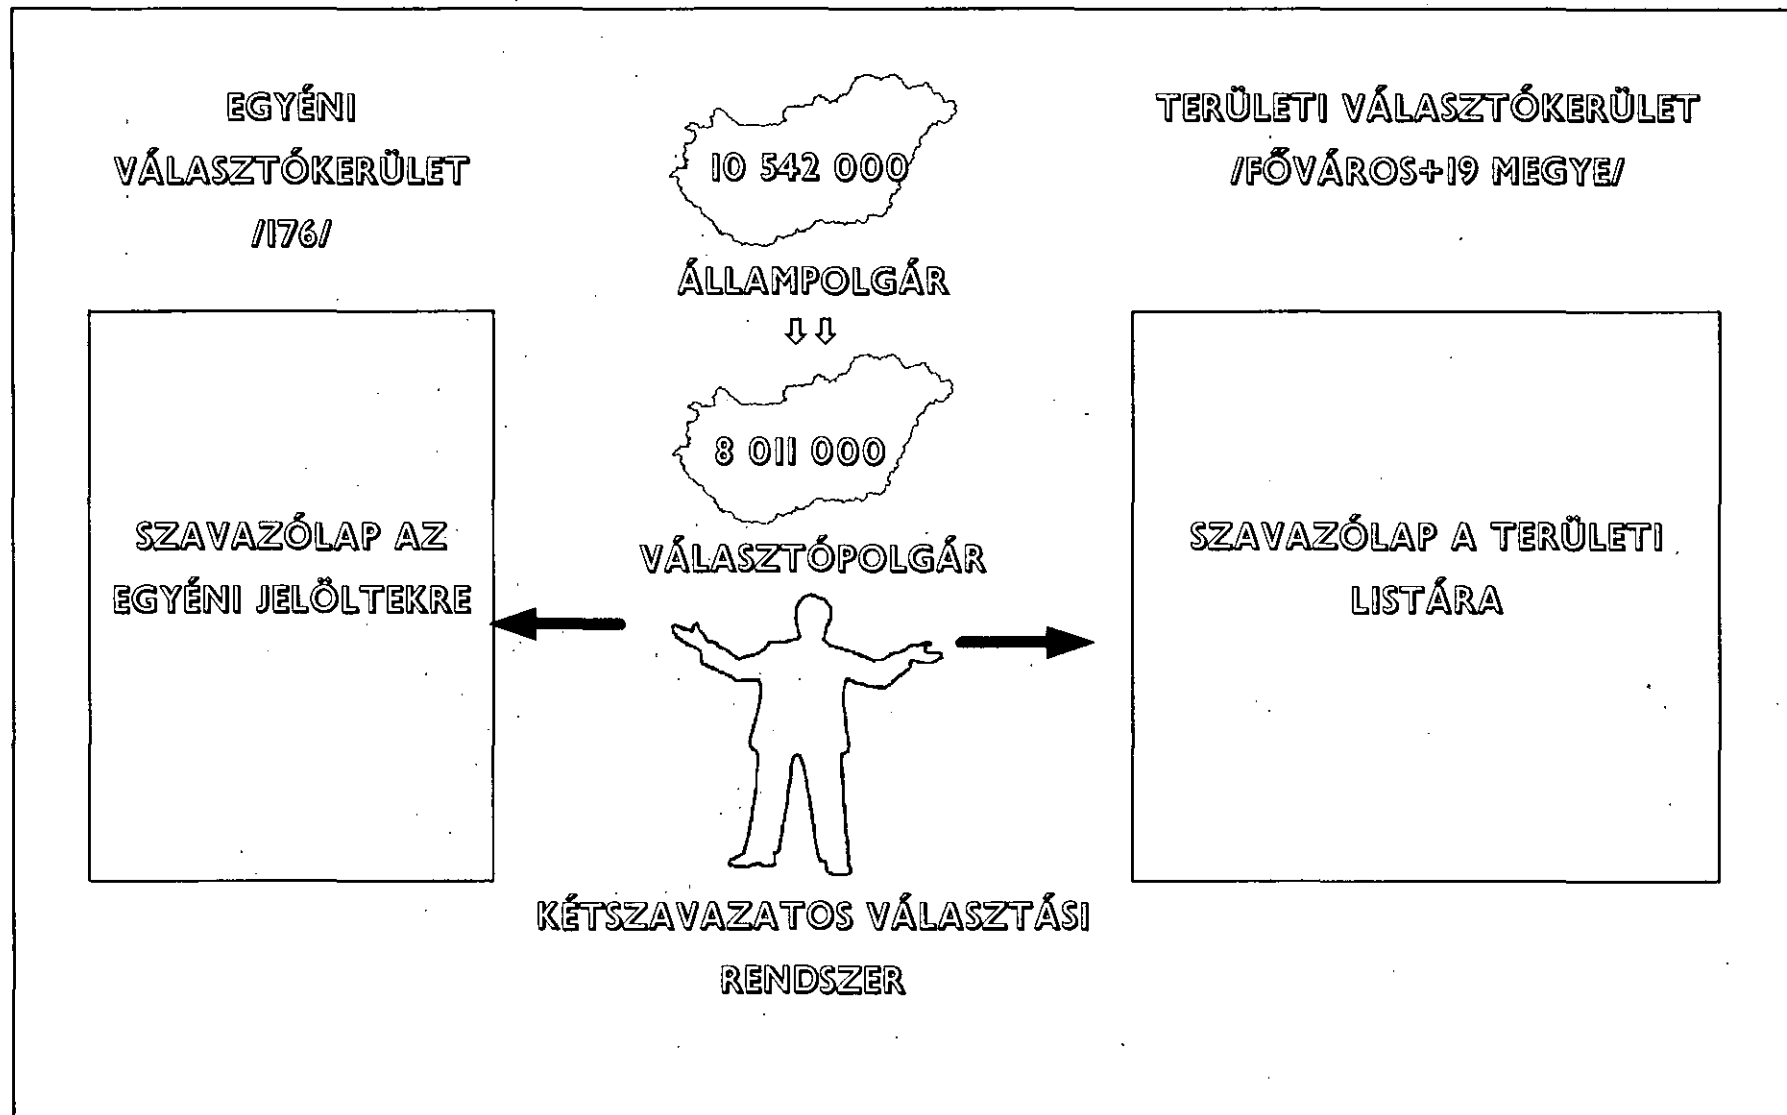 EGYÉNI
VÁLASZTÓKERÜLET
/176/
10 542 000
ÁLLAMPOLGÁR
8 011 000
VÁLASZTÓPOLGÁR
TERÜLETI VÁLASZTÓKERÜLET
/FŐVÁROS+19 MEGYE/
SZAVAZÓLAP AZ
EGYÉNI JELÖLTEKRE
SZAVAZÓLAP A TERÜLETI
LISTÁRA
KÉTSZAVAZATOS VÁLASZTÁSI
RENDSZER